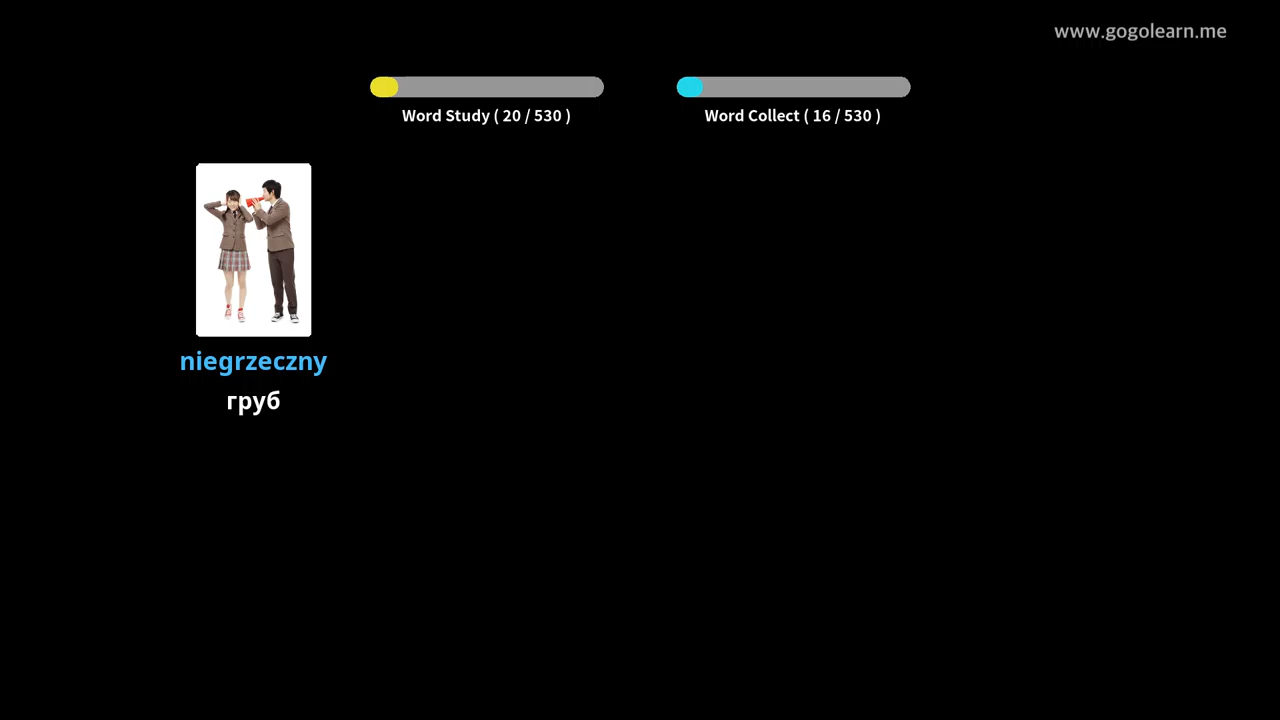 www.gogolearn.me
Word Study ( 20 / 530 )
Word Collect ( 16 / 530 )
niegrzeczny
груб